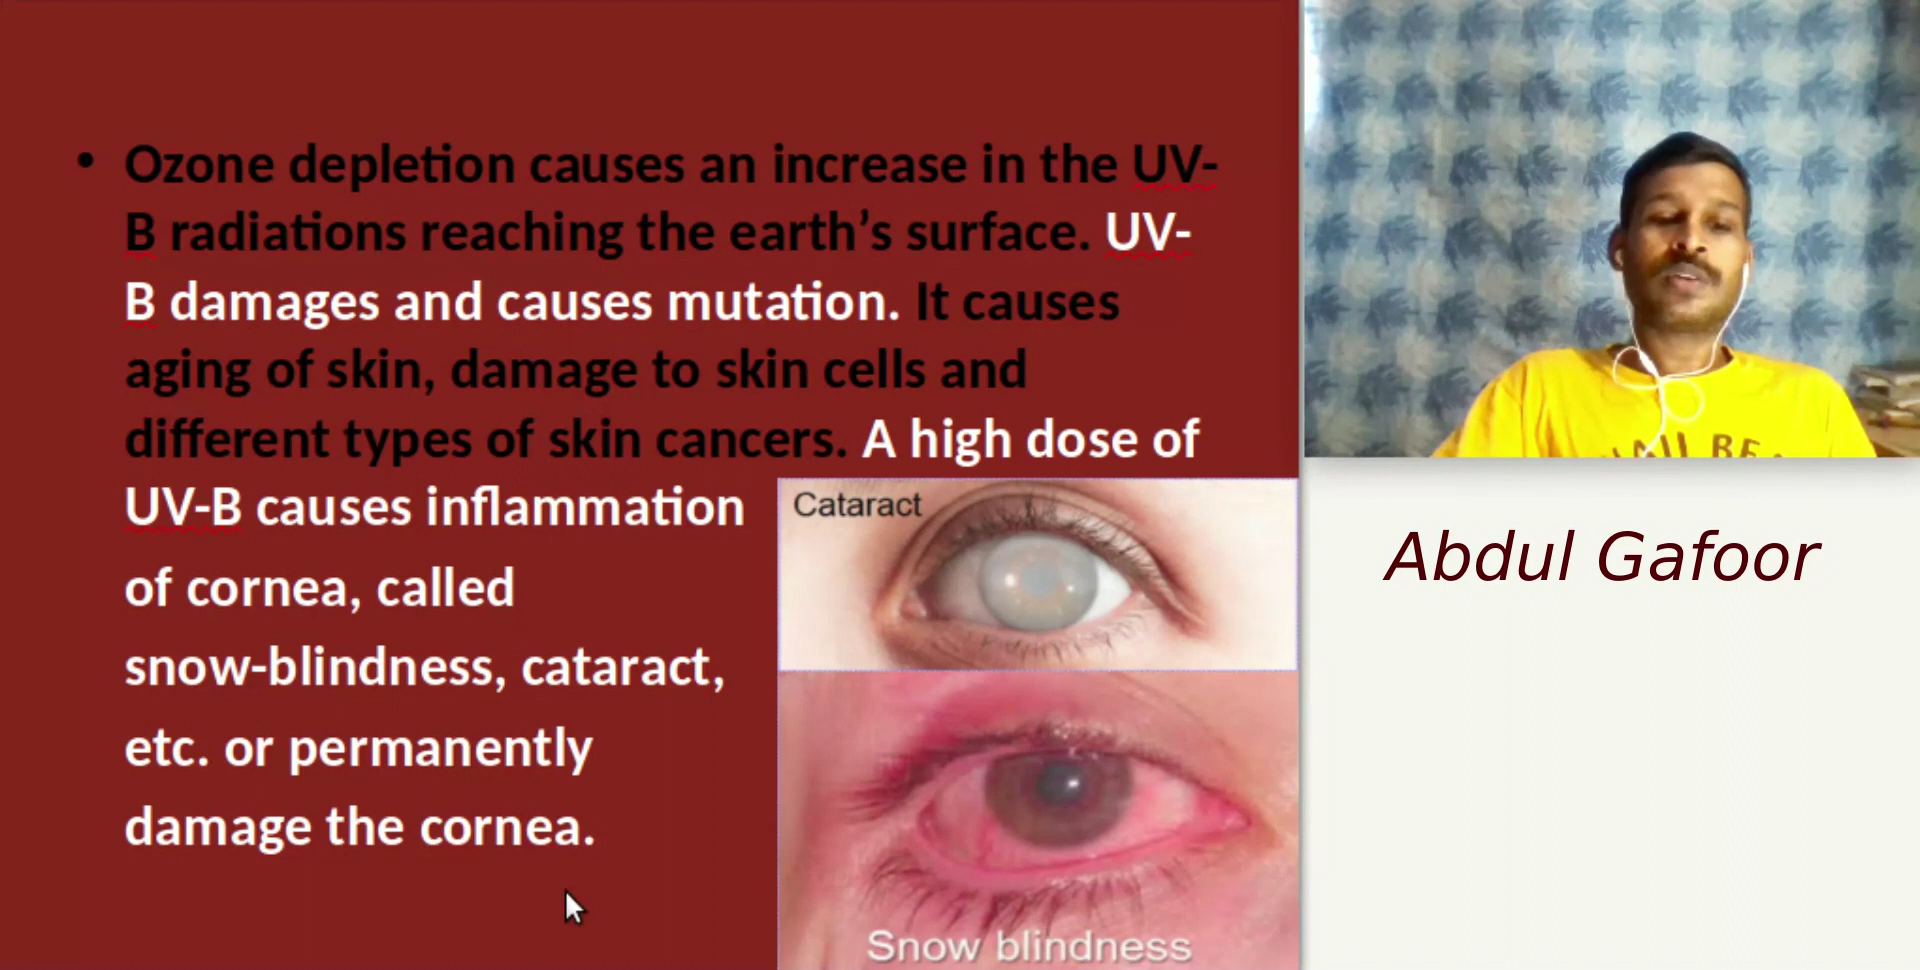 • Ozone depletion causes an increase in the UV-
B radiations reaching the earth’s surface. UV-
B damages and causes mutation. It causes
aging of skin, damage to skin cells and
different types of skin cancers. A high dose of
UV-B causes inflammation
of cornea, called
snow-blindness, cataract,
etc. or permanently
damage the cornea.
Cataract
Snow blindness
Abdul Gafoor